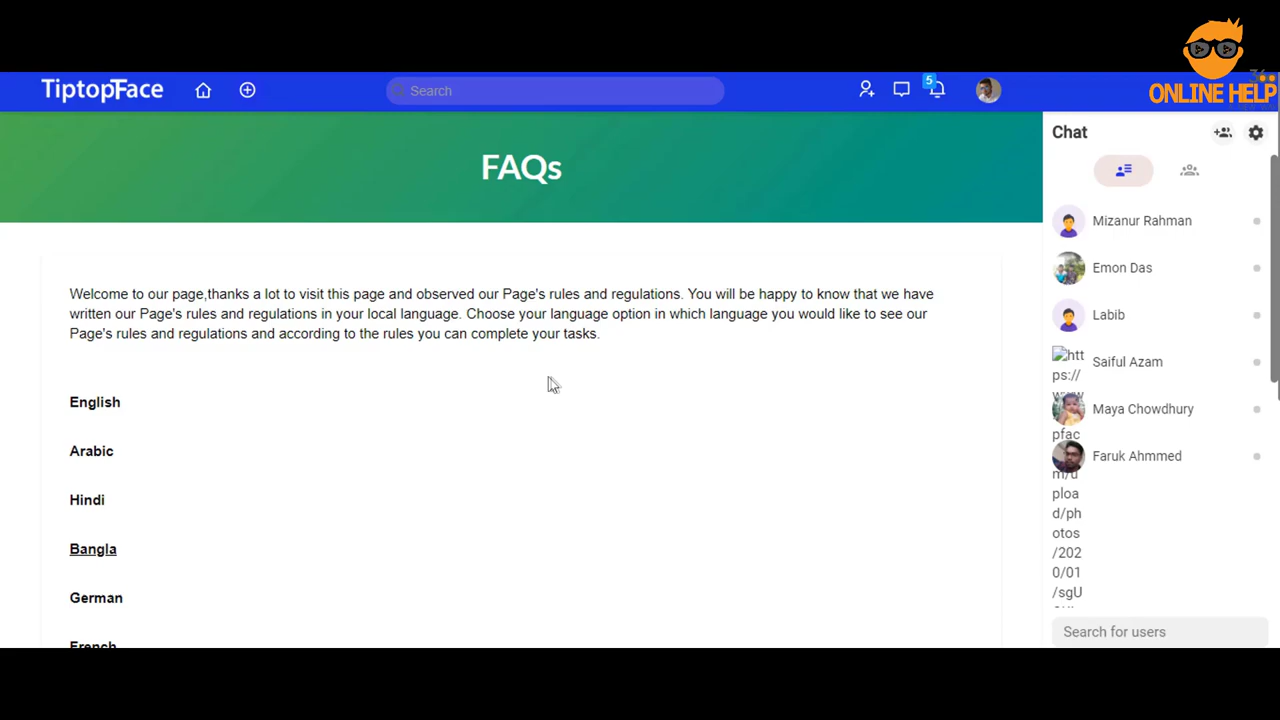 TiptopFace
Search
5
ONLINE HELP
FAQs
Chat
Mizanur Rahman
Emon Das
Labib
Saiful Azam
Maya Chowdhury
Faruk Ahmmed
htt
ps://
pfac
m/u
ploa
d/ph
otos
/202
0/01
/sgU
Search for users
Welcome to our page,thanks a lot to visit this page and observed our Page's rules and regulations. You will be happy to know that we have
written our Page's rules and regulations in your local language. Choose your language option in which language you would like to see our
Page's rules and regulations and according to the rules you can complete your tasks.
English
Arabic
Hindi
Bangla
German
French